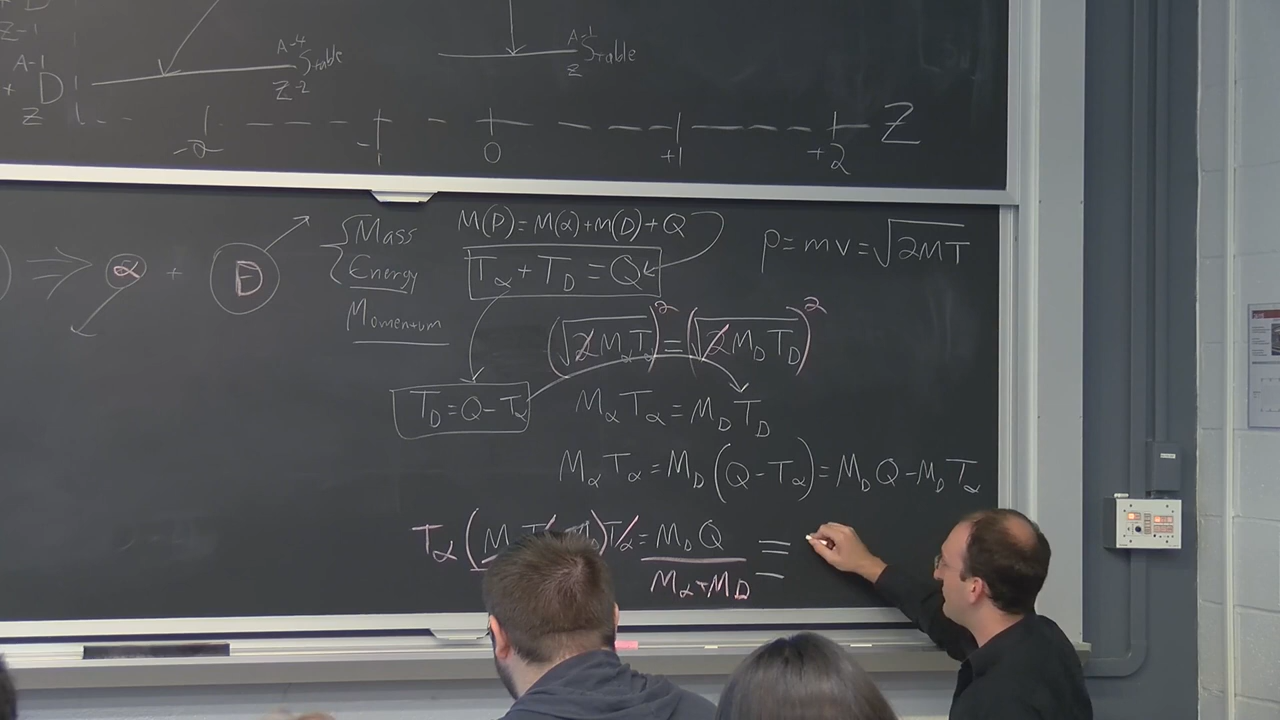 + D
Z-1
A-1
+ D
Z
A-4
Stable
Z-2
A-1
Stable
Z
-2 -1 0 +1 +2 Z
α + D
{ Mass
Energy
Momentum
M(P)=M(α)+m(D)+Q
Tα+TD=Q
p=mv=√2MT
(√2MαTα)²=(√2MDTD)²
TD=Q-Tα
MαTα=MDTD
MαTα=MD(Q-Tα)=MDQ-MDTα
Tα(M )Tα=MDQ =
Mα+MD